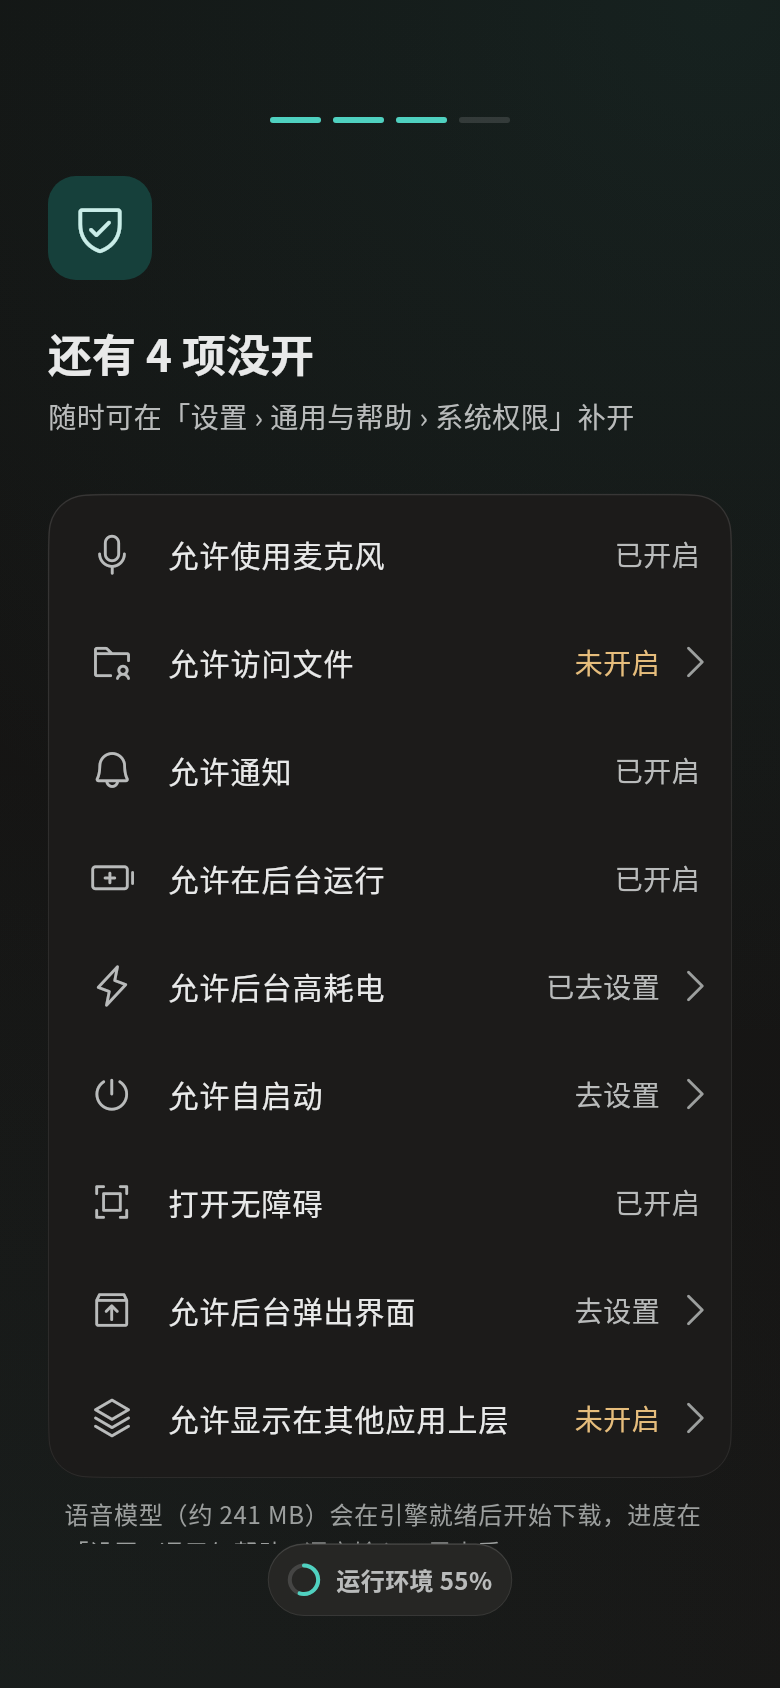 还有 4 项没开
随时可在「设置 › 通用与帮助 › 系统权限」补开
允许使用麦克风 已开启
允许访问文件 未开启
允许通知 已开启
允许在后台运行 已开启
允许后台高耗电 已去设置
允许自启动 去设置
打开无障碍 已开启
允许后台弹出界面 去设置
允许显示在其他应用上层 未开启
语音模型（约 241 MB）会在引擎就绪后开始下载，进度在
运行环境 55%